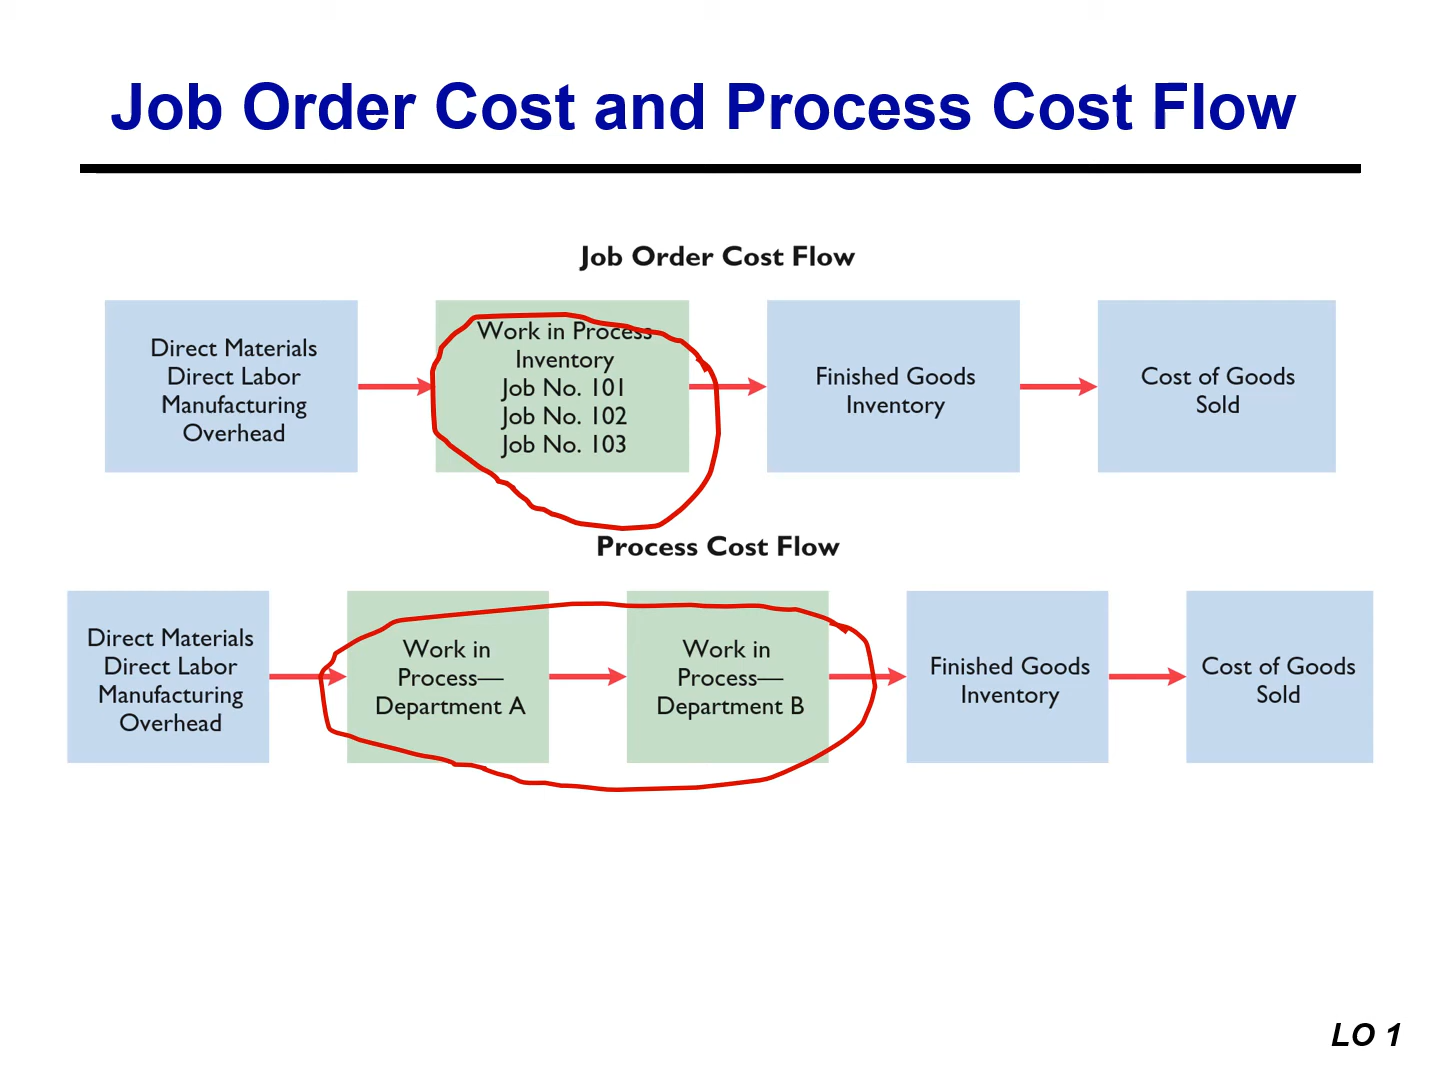 Job Order Cost and Process Cost Flow
Job Order Cost Flow
Direct Materials
Direct Labor
Manufacturing
Overhead
Work in Process
Inventory
Job No. 101
Job No. 102
Job No. 103
Finished Goods
Inventory
Cost of Goods
Sold
Process Cost Flow
Direct Materials
Direct Labor
Manufacturing
Overhead
Work in
Process—
Department A
Work in
Process—
Department B
Finished Goods
Inventory
Cost of Goods
Sold
LO 1